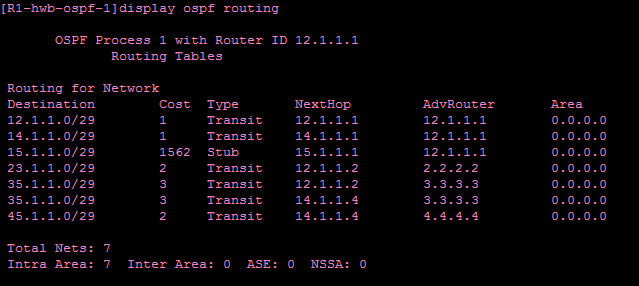 [R1-hwb-ospf-1]display ospf routing
OSPF Process 1 with Router ID 12.1.1.1
Routing Tables
Routing for Network
Destination Cost Type NextHop AdvRouter Area
12.1.1.0/29 1 Transit 12.1.1.1 12.1.1.1 0.0.0.0
14.1.1.0/29 1 Transit 14.1.1.1 12.1.1.1 0.0.0.0
15.1.1.0/29 1562 Stub 15.1.1.1 12.1.1.1 0.0.0.0
23.1.1.0/29 2 Transit 12.1.1.2 2.2.2.2 0.0.0.0
35.1.1.0/29 3 Transit 12.1.1.2 3.3.3.3 0.0.0.0
35.1.1.0/29 3 Transit 14.1.1.4 3.3.3.3 0.0.0.0
45.1.1.0/29 2 Transit 14.1.1.4 4.4.4.4 0.0.0.0
Total Nets: 7
Intra Area: 7 Inter Area: 0 ASE: 0 NSSA: 0